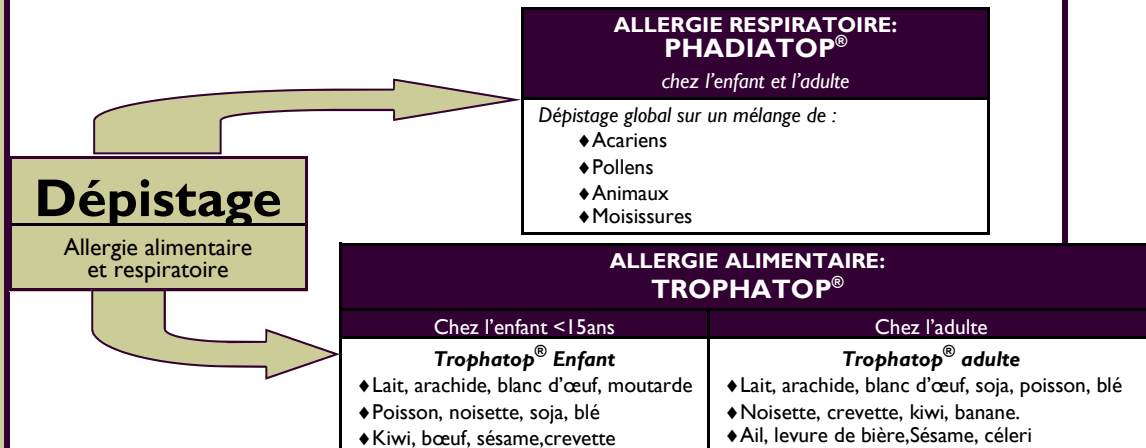 ALLERGIE RESPIRATOIRE:
PHADIATOP®
chez l'enfant et l'adulte
Dépistage global sur un mélange de :
♦Acariens
♦Pollens
♦Animaux
♦Moisissures
Dépistage
Allergie alimentaire
et respiratoire
ALLERGIE ALIMENTAIRE:
TROPHATOP®
Chez l'enfant <15ans
Trophatop® Enfant
♦Lait, arachide, blanc d'œuf, moutarde
♦Poisson, noisette, soja, blé
♦Kiwi, bœuf, sésame,crevette
Chez l'adulte
Trophatop® adulte
♦Lait, arachide, blanc d'œuf, soja, poisson, blé
♦Noisette, crevette, kiwi, banane.
♦Ail, levure de bière,Sésame, céleri